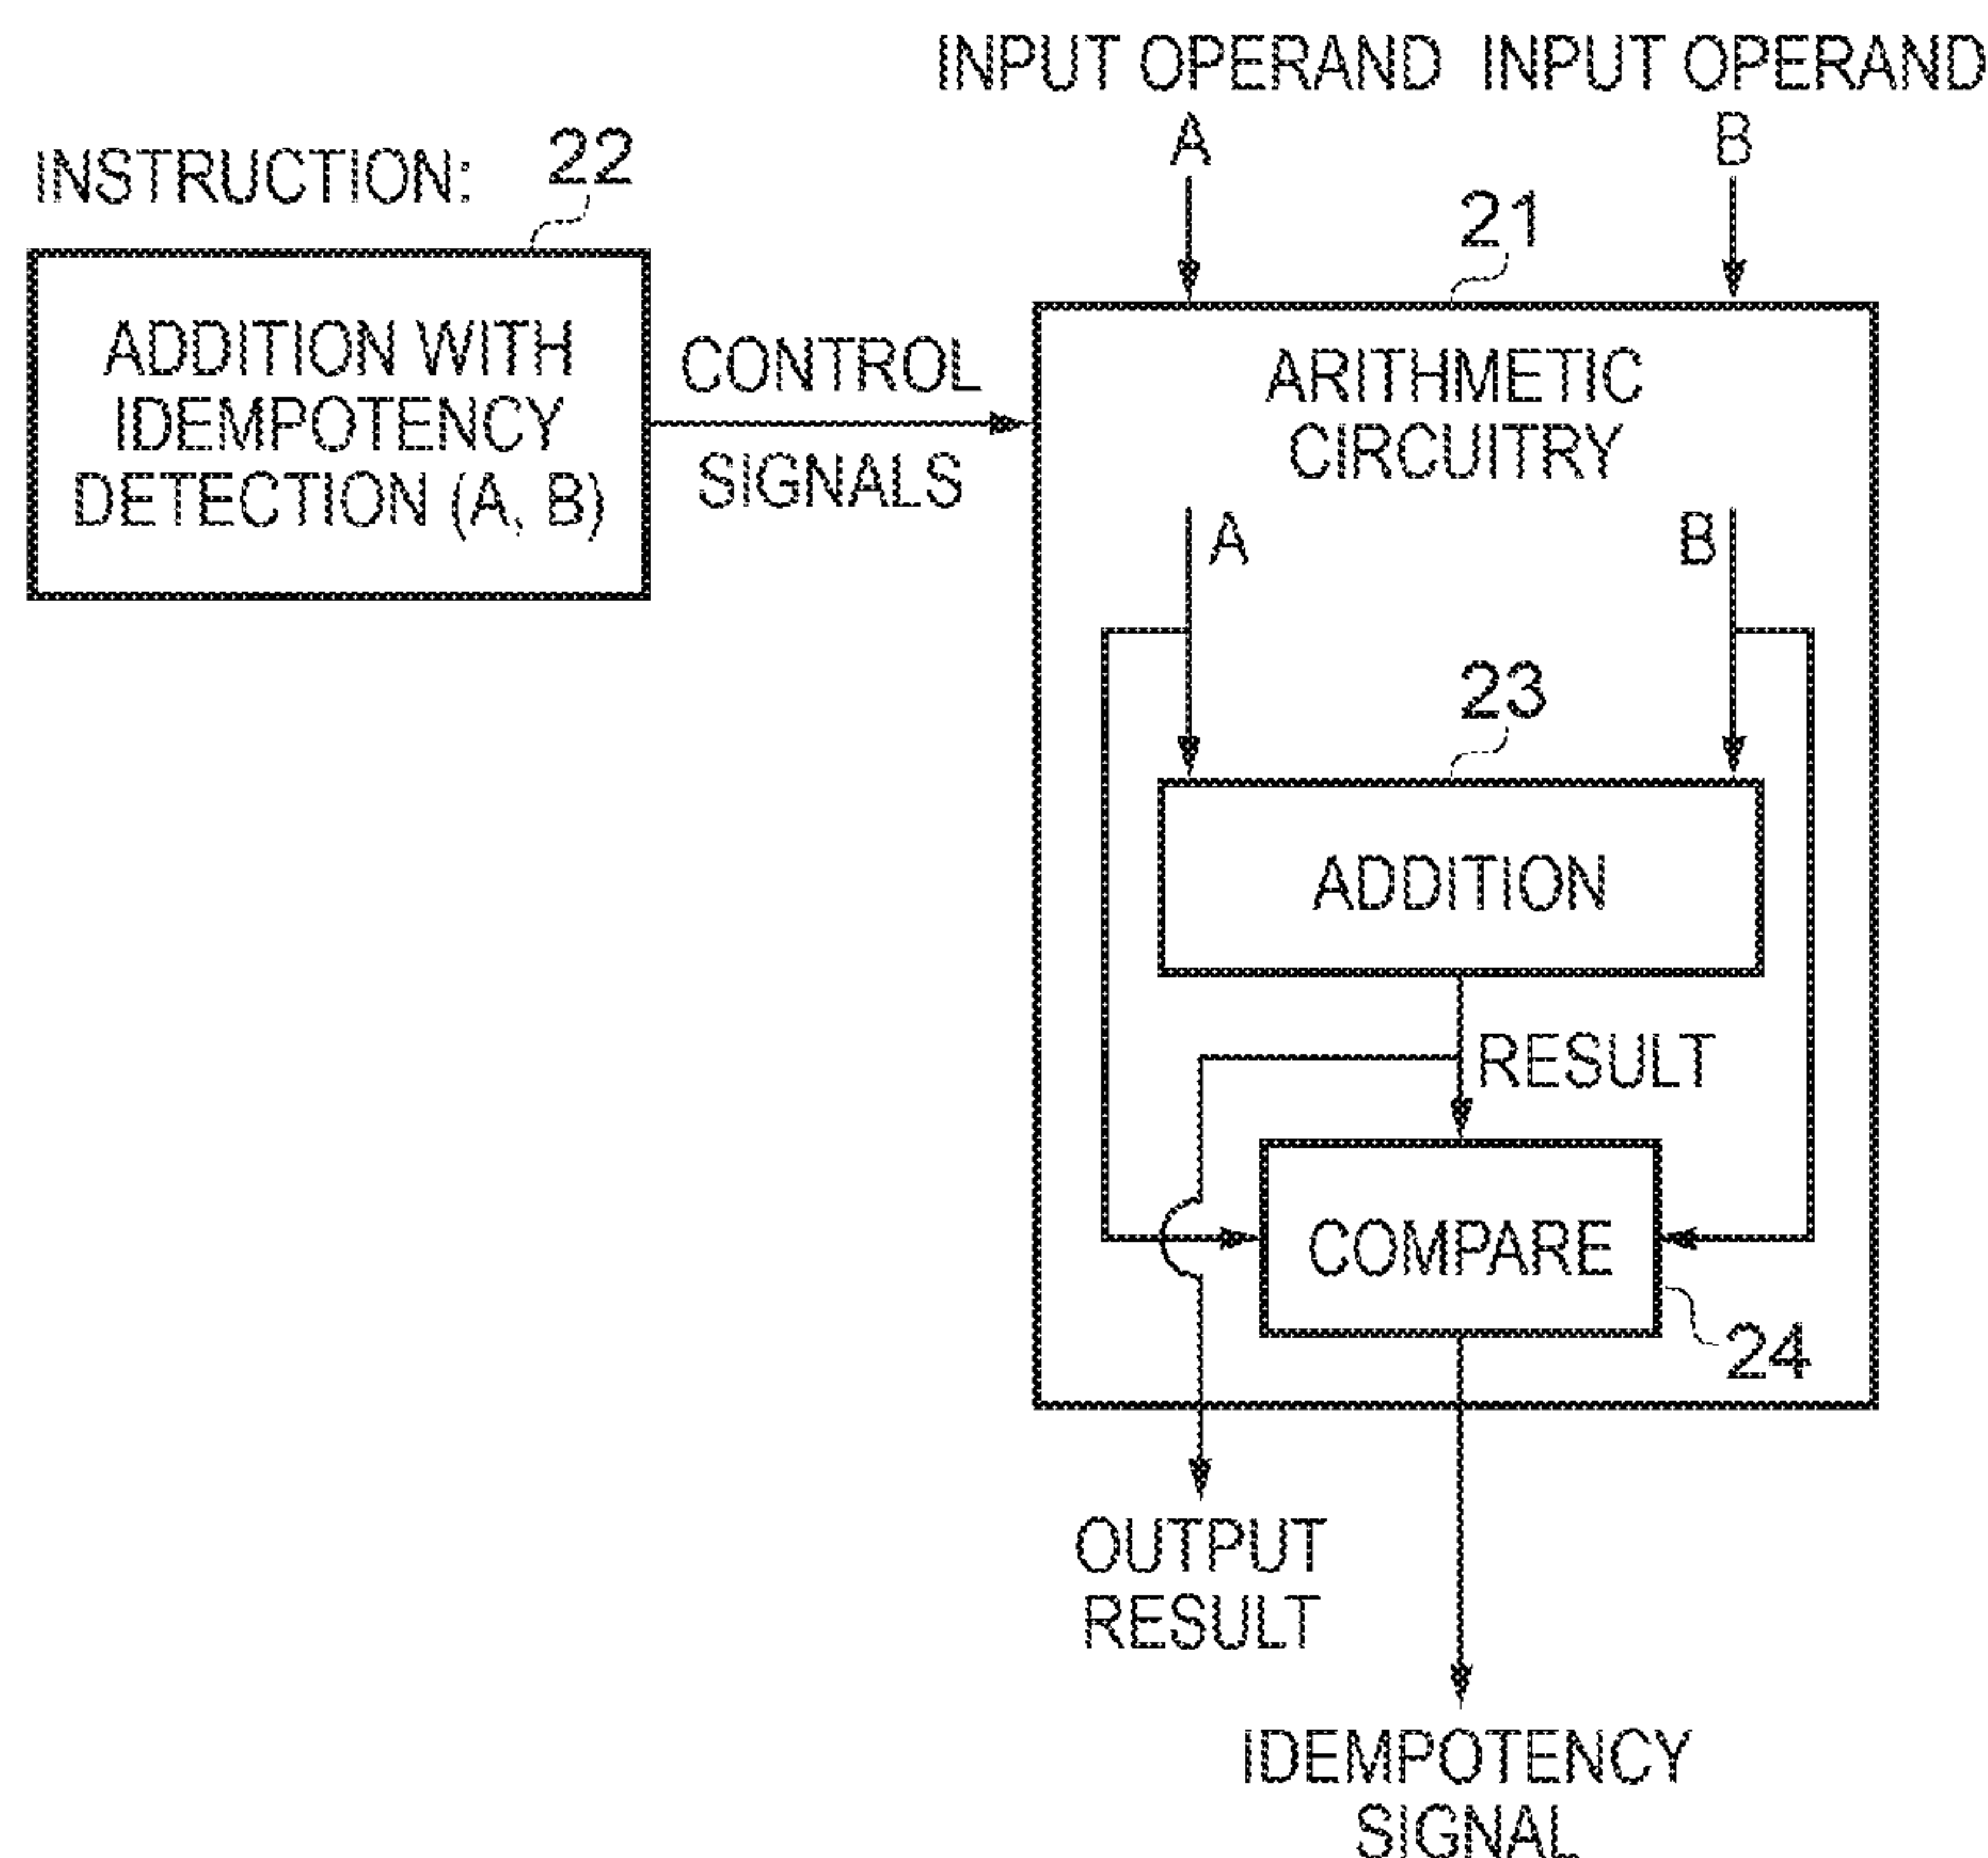 INPUT OPERAND
A
INPUT OPERAND
B
INSTRUCTION:
22
ADDITION WITH
IDEMPOTENCY
DETECTION (A, B)
CONTROL
SIGNALS
21
ARITHMETIC
CIRCUITRY
A
B
23
ADDITION
RESULT
COMPARE
24
OUTPUT
RESULT
IDEMPOTENCY
SIGNAL